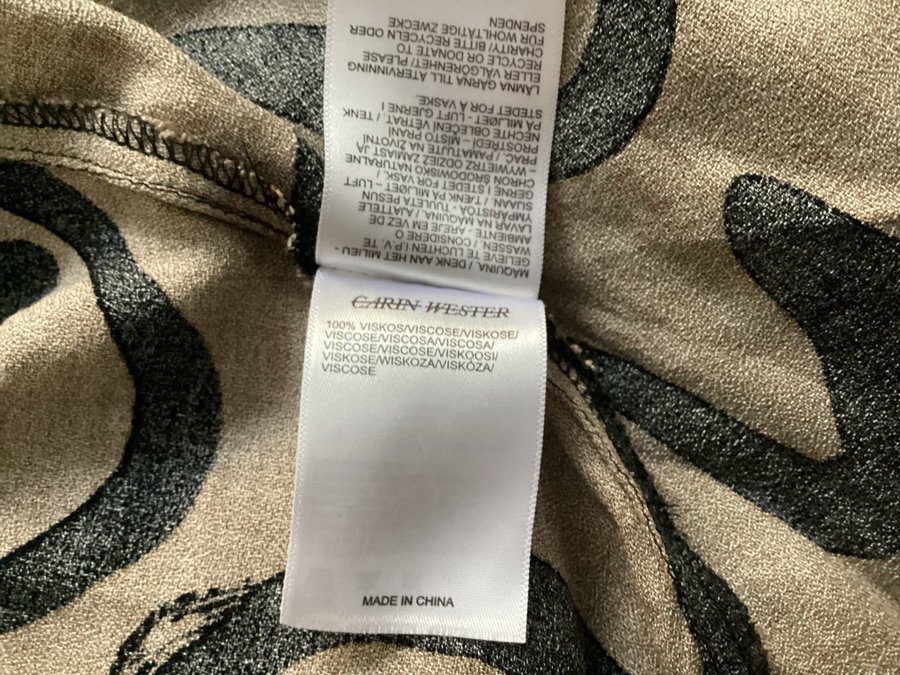 MÁQUINA / DENK AAN HET MILIEU -
GELIEVE TE LUCHTEN I.P.V. TE
WASSEN / CONSIDERE O
AMBIENTE - AREJE EM VEZ DE
LAVAR NA MÁQUINA / AJATTELE
YMPÄRISTÖÄ - TULETA PESUN
SIJAAN / TÆNK PÅ MILJØET – LUFT
GERNE I STEDET FOR VASK /
CHROŃ ŚRODOWISKO NATURALNE
– WYWIETRZ ODZIEŻ ZAMIAST JĄ
PRAĆ / PAMATUJTE NA ŽIVOTNÍ
PROSTŘEDÍ - MÍSTO PRANÍ
NECHTE OBLEČENÍ VĚTRAT. / TENK
PÅ MILJØET - LUFT GJERNE I
STEDET FOR Å VASKE.
LÄMNA GÄRNA TILL ÅTERVINNING
ELLER VÄLGÖRENHET/ PLEASE
RECYCLE OR DONATE TO
CHARITY/ BITTE RECYCELN ODER
FÜR WOHLTÄTIGE ZWECKE
SPENDEN
CARIN WESTER
100% VISKOS/VISCOSE/VISKOSE/
VISCOSE/VISCOSA/VISCOSA/
VISCOSE/VISCOSE/VISKOOSI/
VISKOSE/WISKOZA/VISKÓZA/
VISCOSE
MADE IN CHINA